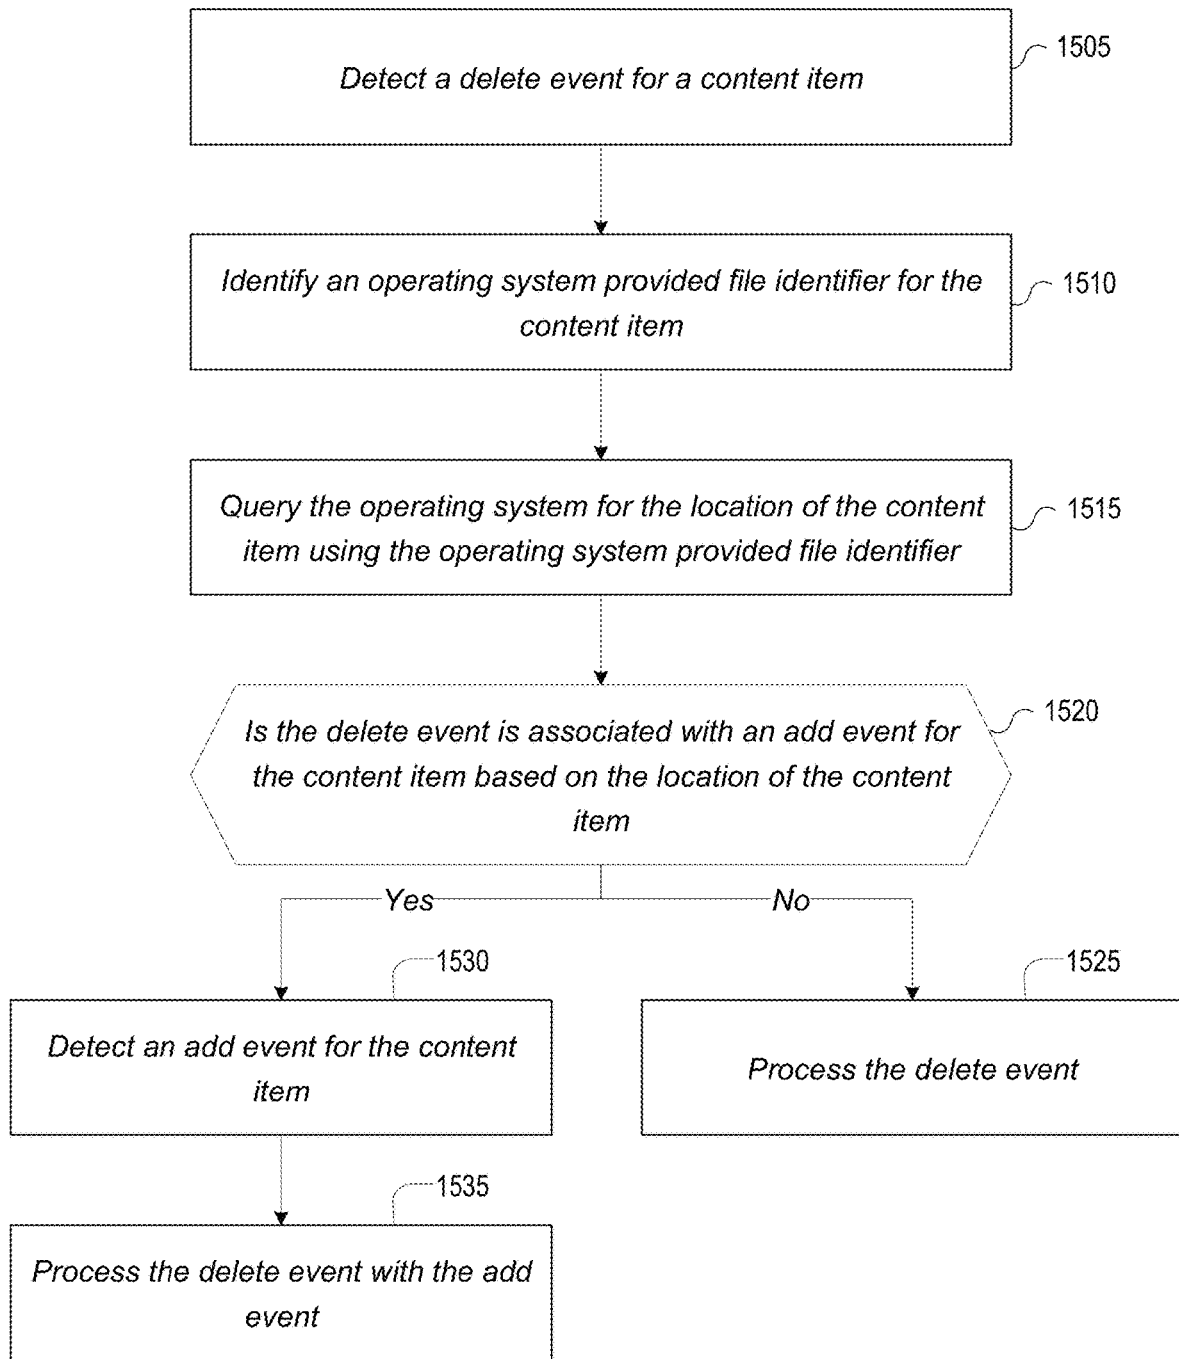 Detect a delete event for a content item
1505
Identify an operating system provided file identifier for the
content item
1510
Query the operating system for the location of the content
item using the operating system provided file identifier
1515
Is the delete event is associated with an add event for
the content item based on the location of the content
item
1520
Yes
No
1530
1525
Detect an add event for the content
item
Process the delete event
1535
Process the delete event with the add
event